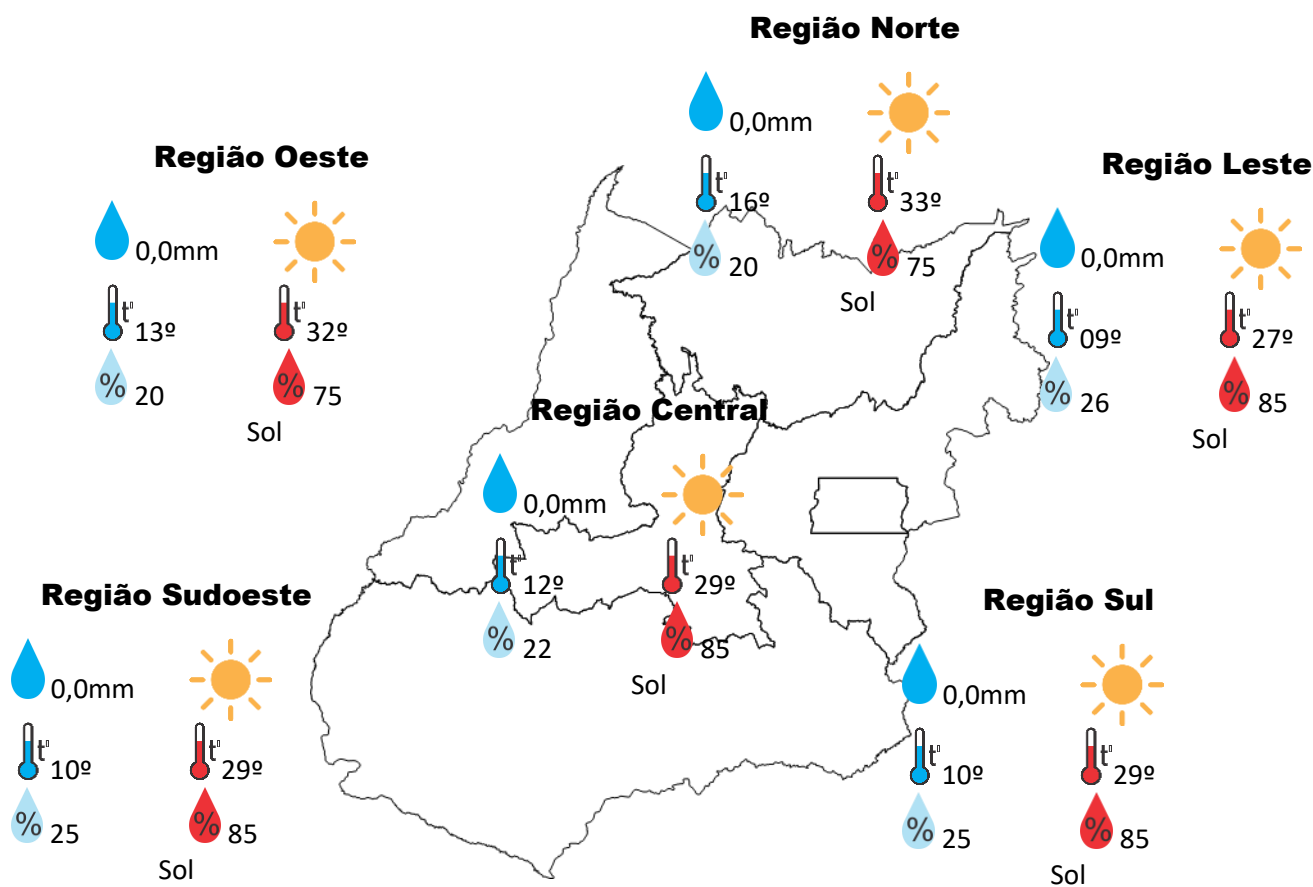 Região Norte
0,0mm
t°
16º
t°
33º
%
20
%
75
Sol
Região Oeste
0,0mm
t°
13º
t°
32º
%
20
%
75
Sol
Região Leste
0,0mm
t°
09º
t°
27º
%
26
%
85
Sol
Região Central
0,0mm
t°
12º
t°
29º
%
22
%
85
Sol
Região Sudoeste
0,0mm
t°
10º
t°
29º
%
25
%
85
Sol
Região Sul
0,0mm
t°
10º
t°
29º
%
25
%
85
Sol